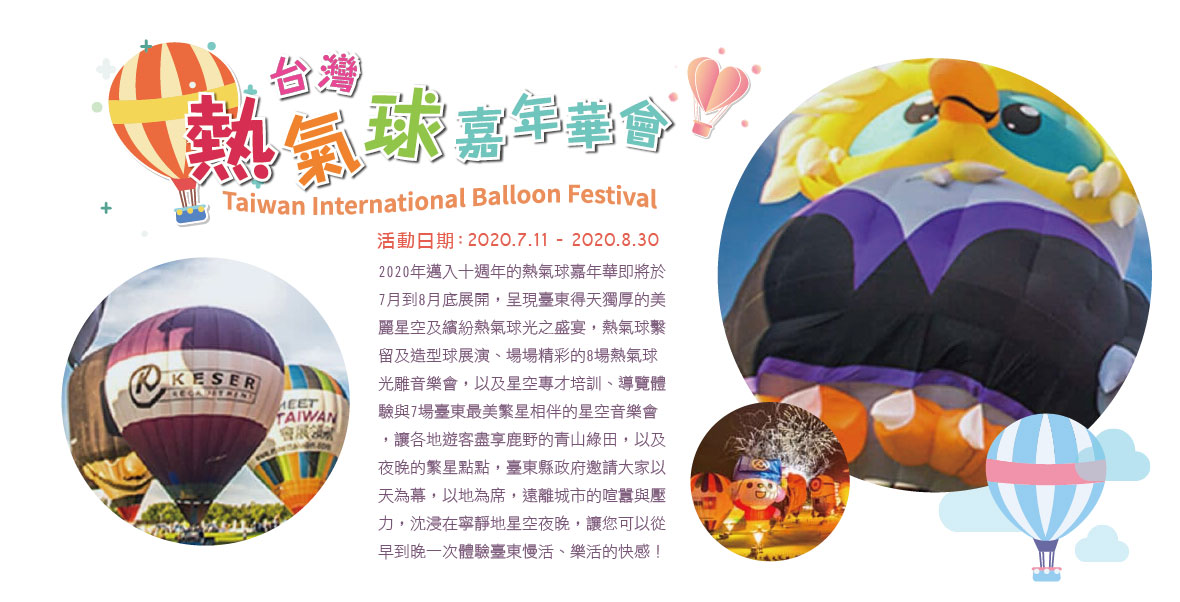 台灣
熱氣球嘉年華會
Taiwan International Balloon Festival
活動日期：2020.7.11 - 2020.8.30
2020年邁入十週年的熱氣球嘉年華即將於
7月到8月底展開，呈現臺東得天獨厚的美
麗星空及繽紛熱氣球光之盛宴，熱氣球繫
留及造型球展演、場場精彩的8場熱氣球
光雕音樂會，以及星空專才培訓、導覽體
驗與7場臺東最美繁星相伴的星空音樂會
，讓各地遊客盡享鹿野的青山綠田，以及
夜晚的繁星點點，臺東縣政府邀請大家以
天為幕，以地為席，遠離城市的喧囂與壓
力，沈浸在寧靜地星空夜晚，讓您可以從
早到晚一次體驗臺東慢活、樂活的快感！
KESER
RECRUITMENT
MEET
TAIWAN